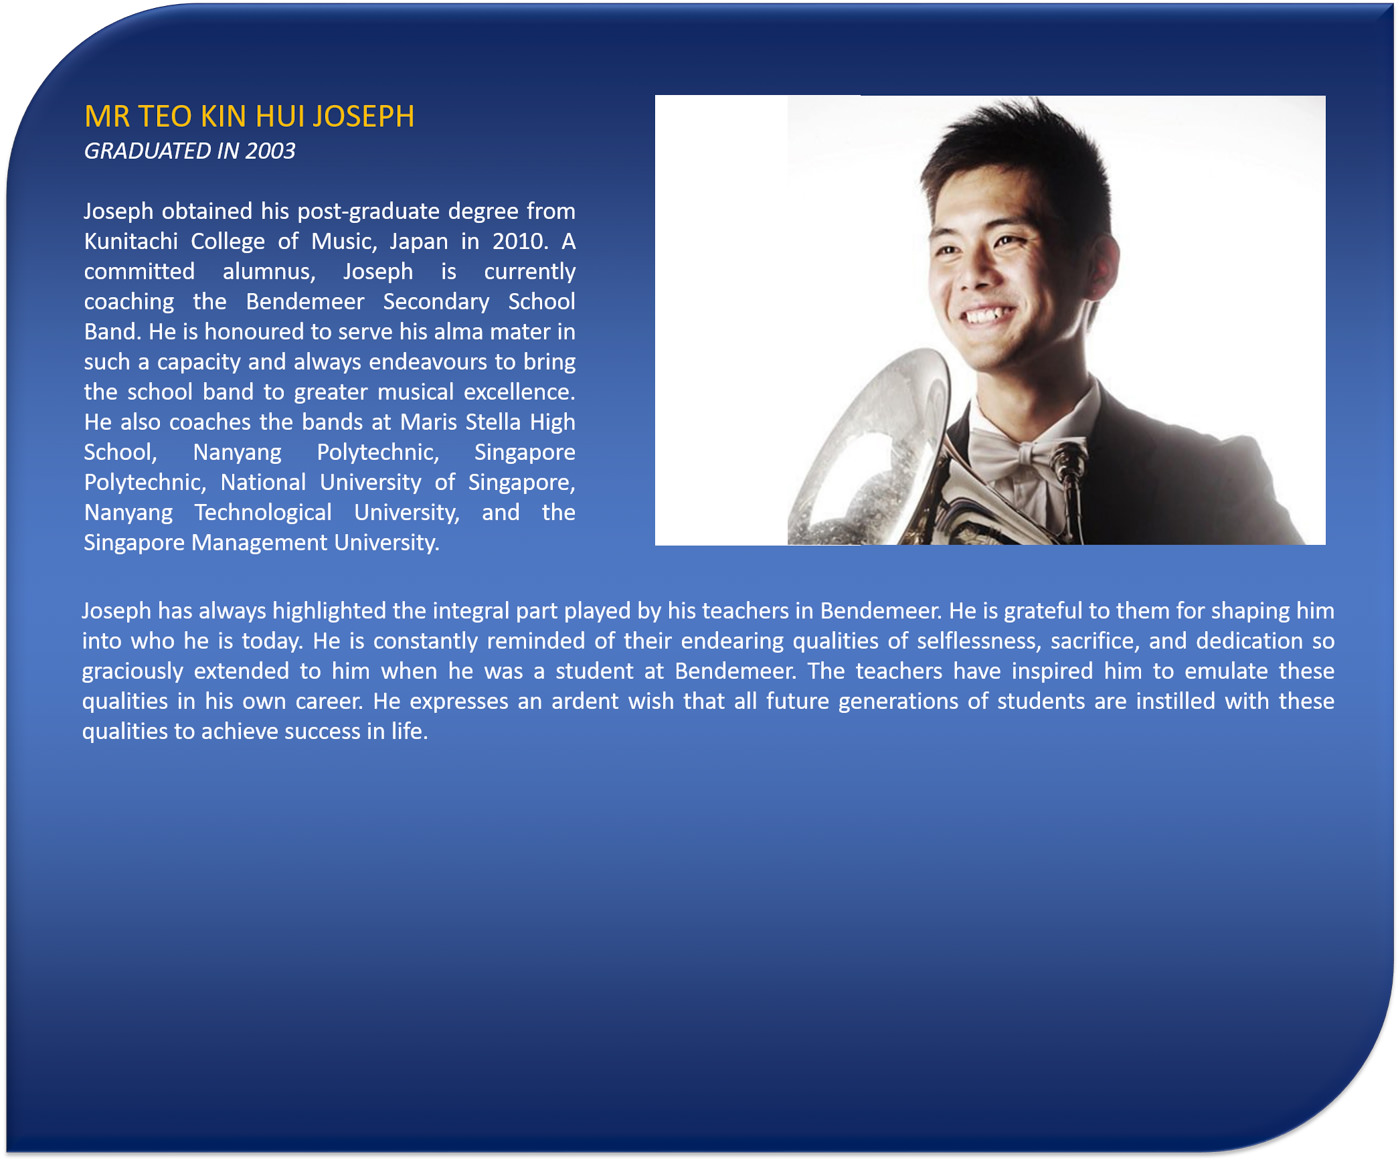 MR TEO KIN HUI JOSEPH
GRADUATED IN 2003
Joseph obtained his post-graduate degree from
Kunitachi College of Music, Japan in 2010. A
committed alumnus, Joseph is currently
coaching the Bendemeer Secondary School
Band. He is honoured to serve his alma mater in
such a capacity and always endeavours to bring
the school band to greater musical excellence.
He also coaches the bands at Maris Stella High
School, Nanyang Polytechnic, Singapore
Polytechnic, National University of Singapore,
Nanyang Technological University, and the
Singapore Management University.
Joseph has always highlighted the integral part played by his teachers in Bendemeer. He is grateful to them for shaping him
into who he is today. He is constantly reminded of their endearing qualities of selflessness, sacrifice, and dedication so
graciously extended to him when he was a student at Bendemeer. The teachers have inspired him to emulate these
qualities in his own career. He expresses an ardent wish that all future generations of students are instilled with these
qualities to achieve success in life.